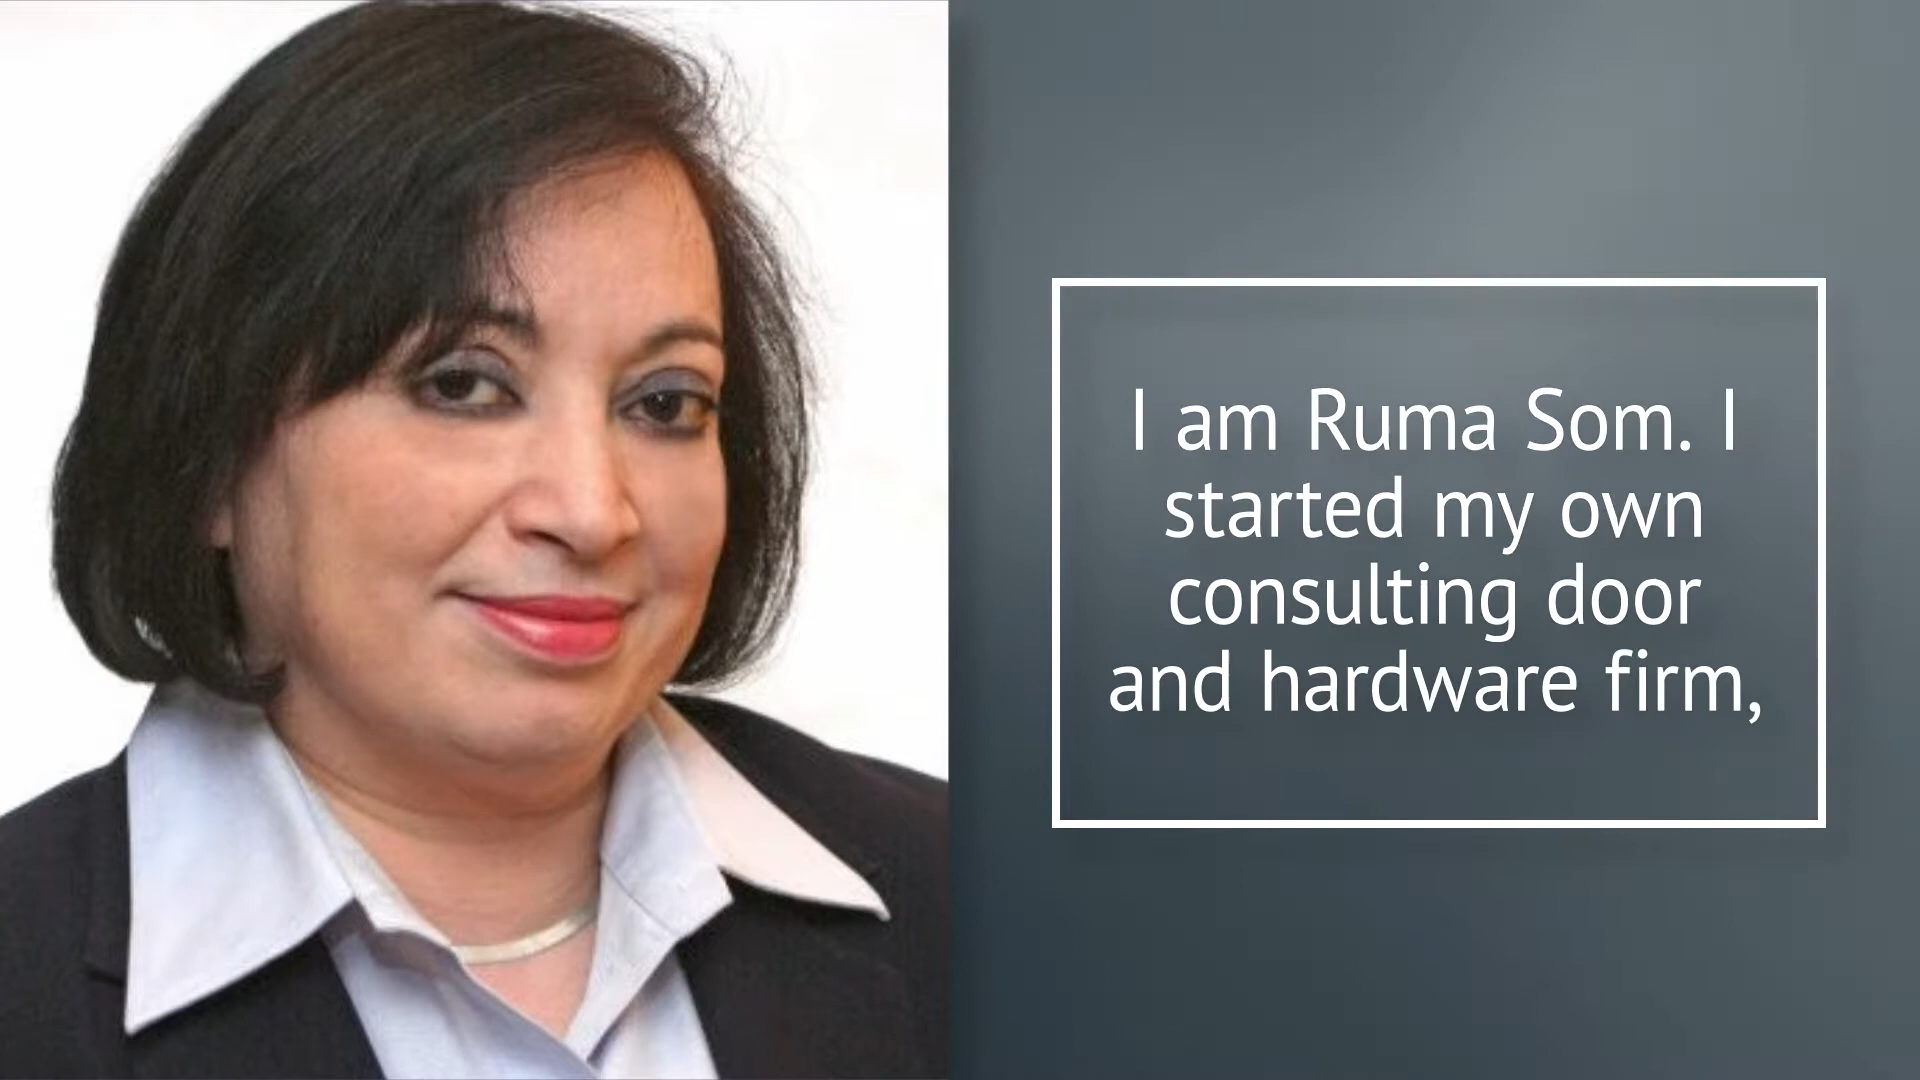 I am Ruma Som. I
started my own
consulting door
and hardware firm,